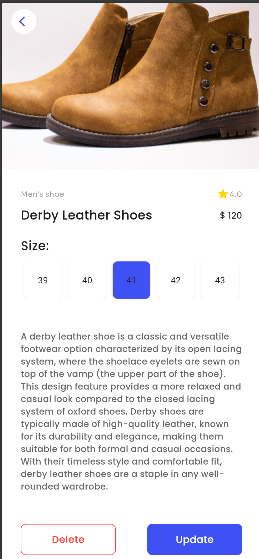 Men's shoe
4.0
Derby Leather Shoes
$ 120
Size:
39 40 41 42 43
A derby leather shoe is a classic and versatile
footwear option characterized by its open lacing
system, where the shoelace eyelets are sewn on
top of the vamp (the upper part of the shoe).
This design feature provides a more relaxed and
casual look compared to the closed lacing
system of oxford shoes. Derby shoes are
typically made of high-quality leather, known
for its durability and elegance, making them
suitable for both formal and casual occasions.
With their timeless style and comfortable fit,
derby leather shoes are a staple in any well-
rounded wardrobe.
Delete Update